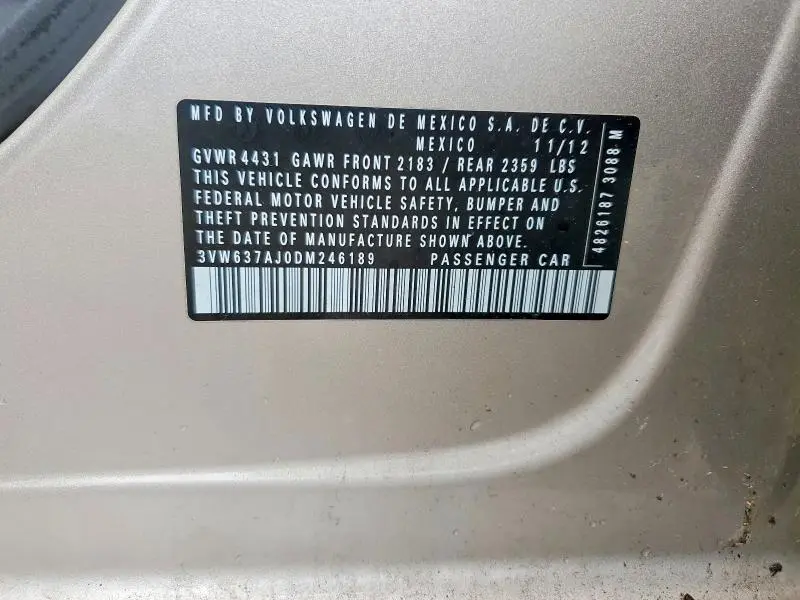 MFD BY VOLKSWAGEN DE MEXICO S.A. DE C.V.
MEXICO 11/12
GVWR 4431 GAWR FRONT 2183 / REAR 2359 LBS
THIS VEHICLE CONFORMS TO ALL APPLICABLE U.S.
FEDERAL MOTOR VEHICLE SAFETY, BUMPER AND
THEFT PREVENTION STANDARDS IN EFFECT ON
THE DATE OF MANUFACTURE SHOWN ABOVE.
3VW637AJ0DM246189 PASSENGER CAR
4826187 3088 M